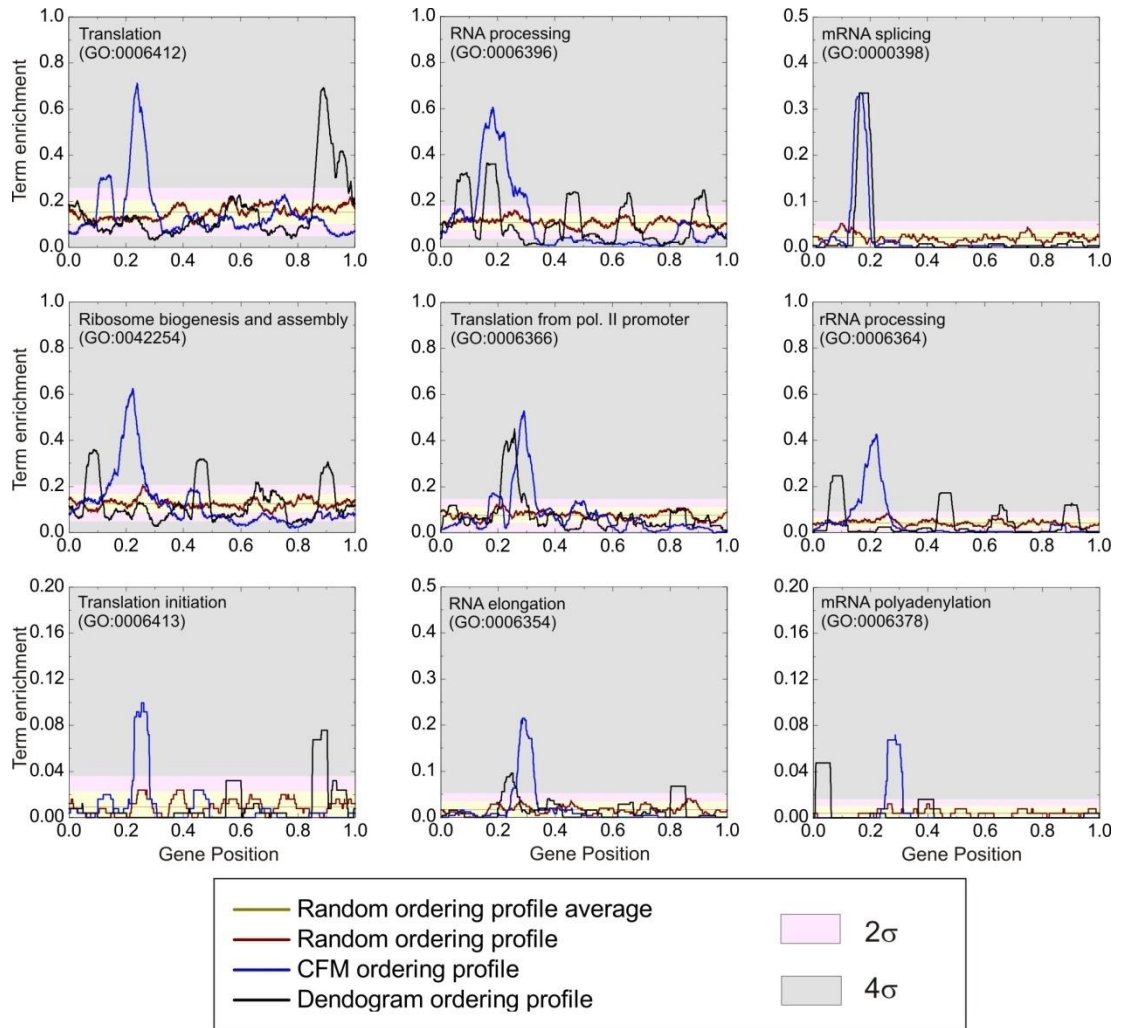 Translation
(GO:0006412)
RNA processing
(GO:0006396)
mRNA splicing
(GO:0000398)
Term enrichment
1.0
0.8
0.6
0.4
0.2
0.0
0.0 0.2 0.4 0.6 0.8 1.0
1.0
0.8
0.6
0.4
0.2
0.0
0.0 0.2 0.4 0.6 0.8 1.0
0.5
0.4
0.3
0.2
0.1
0.0
0.0 0.2 0.4 0.6 0.8 1.0
Ribosome biogenesis and assembly
(GO:0042254)
Translation from pol. II promoter
(GO:0006366)
rRNA processing
(GO:0006364)
Term enrichment
1.0
0.8
0.6
0.4
0.2
0.0
0.0 0.2 0.4 0.6 0.8 1.0
1.0
0.8
0.6
0.4
0.2
0.0
0.0 0.2 0.4 0.6 0.8 1.0
1.0
0.8
0.6
0.4
0.2
0.0
0.0 0.2 0.4 0.6 0.8 1.0
Translation initiation
(GO:0006413)
RNA elongation
(GO:0006354)
mRNA polyadenylation
(GO:0006378)
Term enrichment
0.20
0.16
0.12
0.08
0.04
0.00
0.0 0.2 0.4 0.6 0.8 1.0
0.5
0.4
0.3
0.2
0.1
0.0
0.0 0.2 0.4 0.6 0.8 1.0
0.20
0.16
0.12
0.08
0.04
0.00
0.0 0.2 0.4 0.6 0.8 1.0
Gene Position
Gene Position
Gene Position
Random ordering profile average
Random ordering profile
CFM ordering profile
Dendogram ordering profile
2σ
4σ